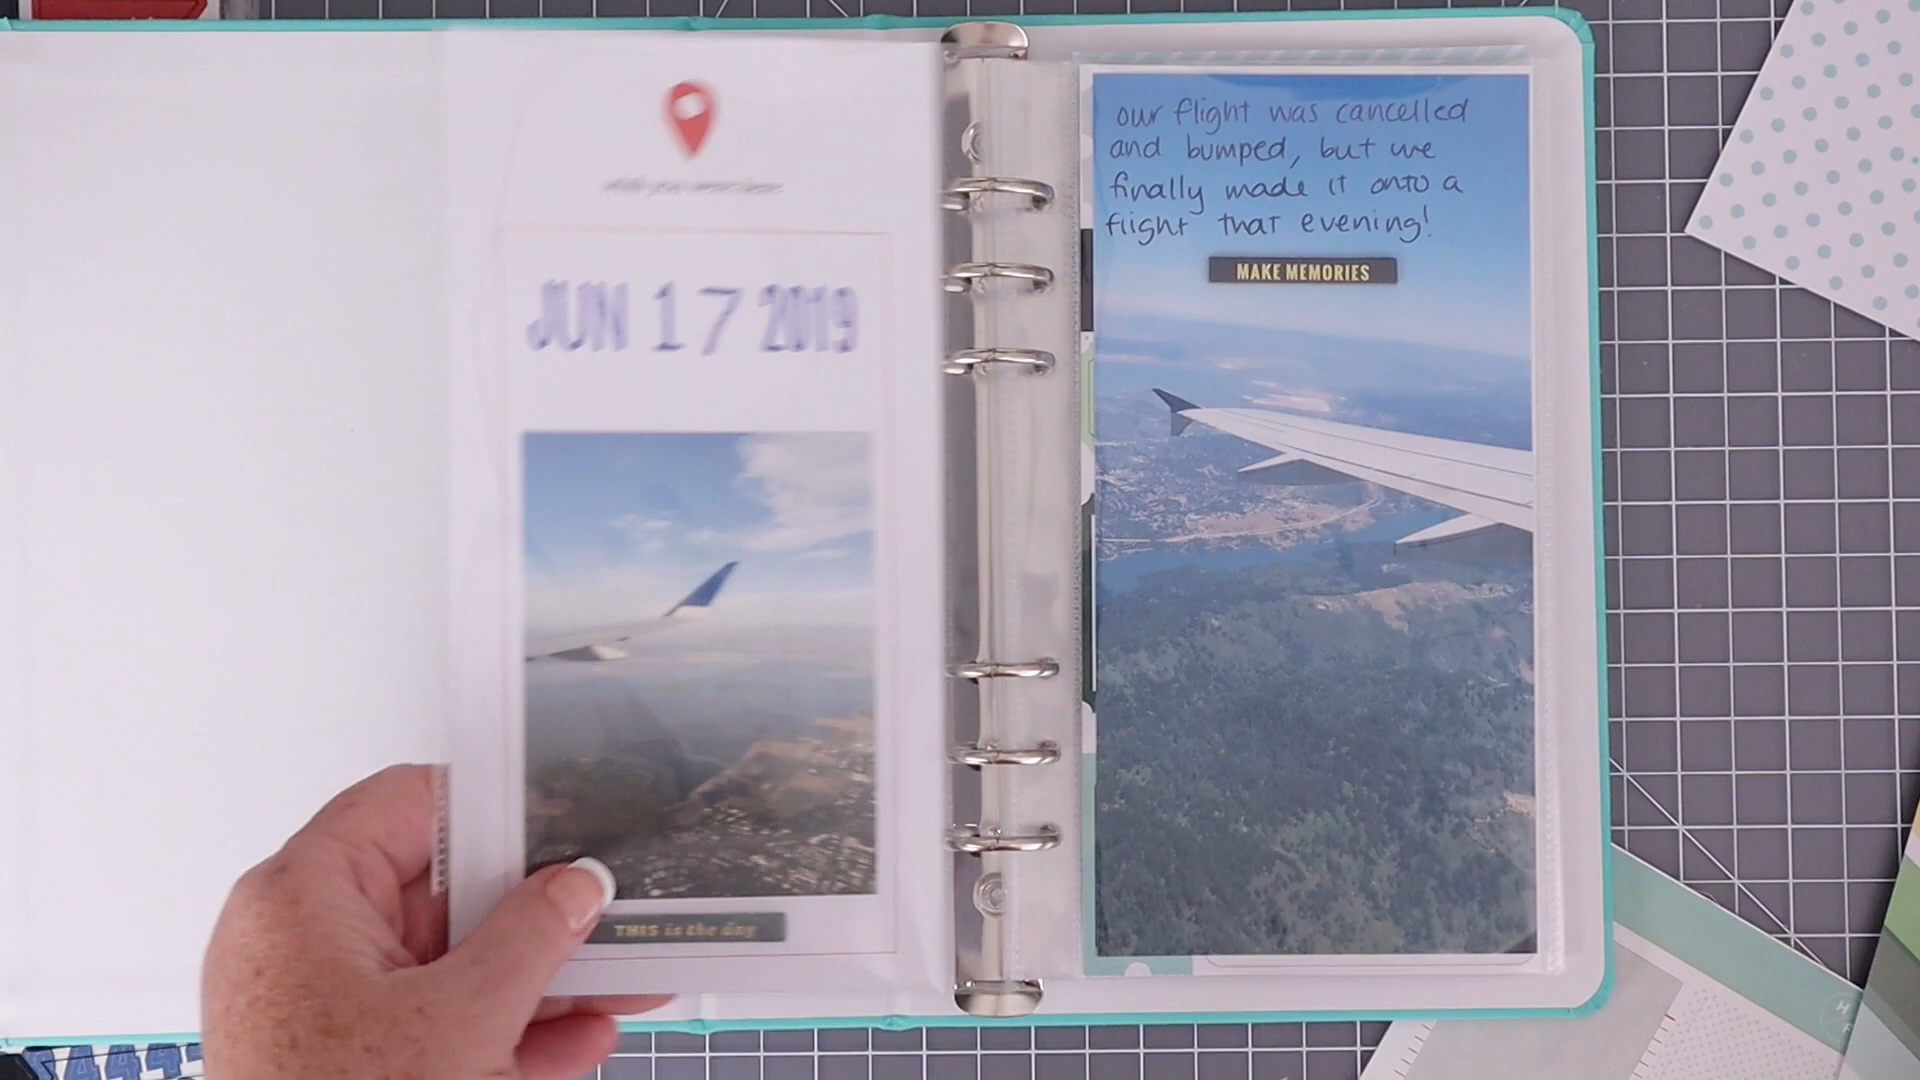 JUN 17 2019
THIS is the day
our flight was cancelled
and bumped, but we
finally made it onto a
flight that evening!
MAKE MEMORIES